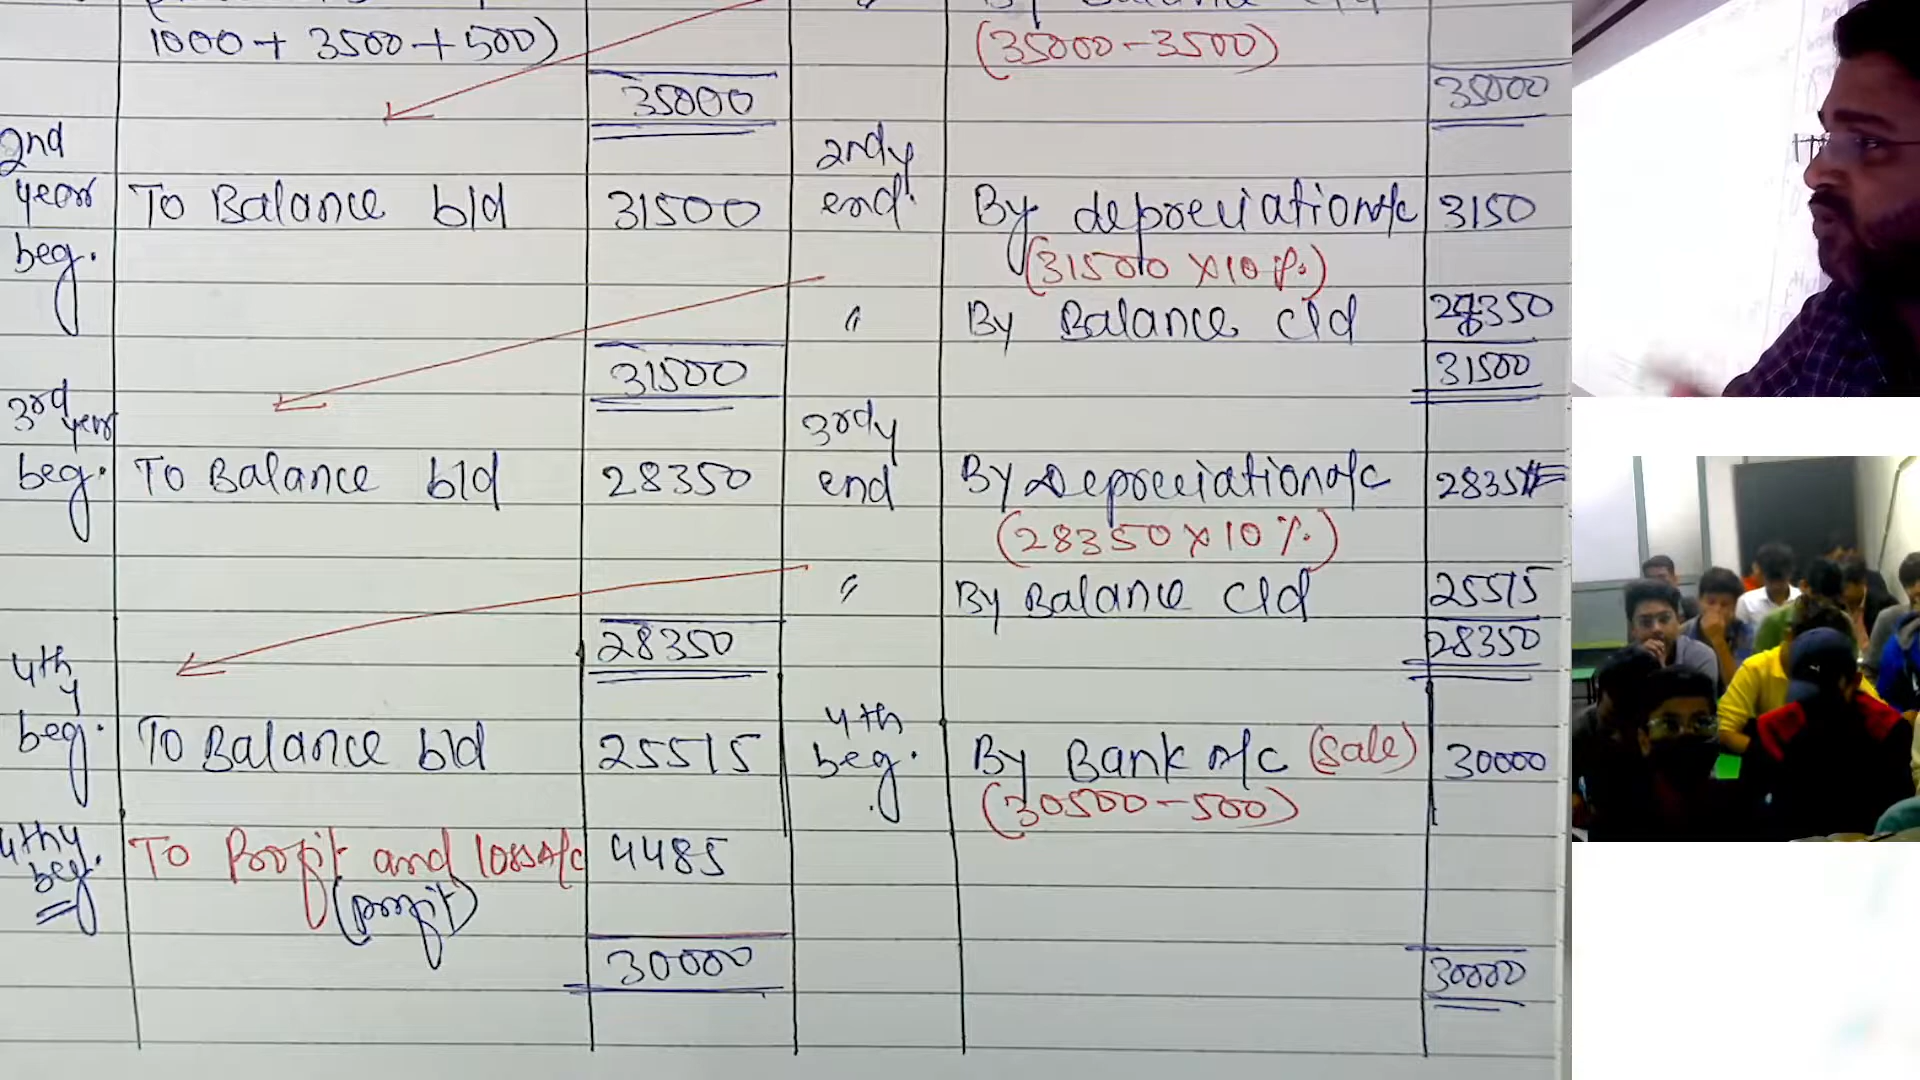 1000 + 3500 + 500) (35000 - 3500)
35000 35000
2nd 2ndy
year To Balance b/d 31500 end. By depreciation A/c 3150
beg. (31500 × 10%.)
" By Balance c/d 28350
31500 31500
3rd year 3rdy
beg. To Balance b/d 28350 end By Depreciation A/c 2835/=
(28350 × 10%.)
" By Balance c/d 25515
28350 28350
4th y 4th
beg. To Balance b/d 25515 beg. By Bank A/c (sale) 30000
(30500 - 500)
4thy beg. To Profit and loss A/c 4485
(profit)
30000 30000